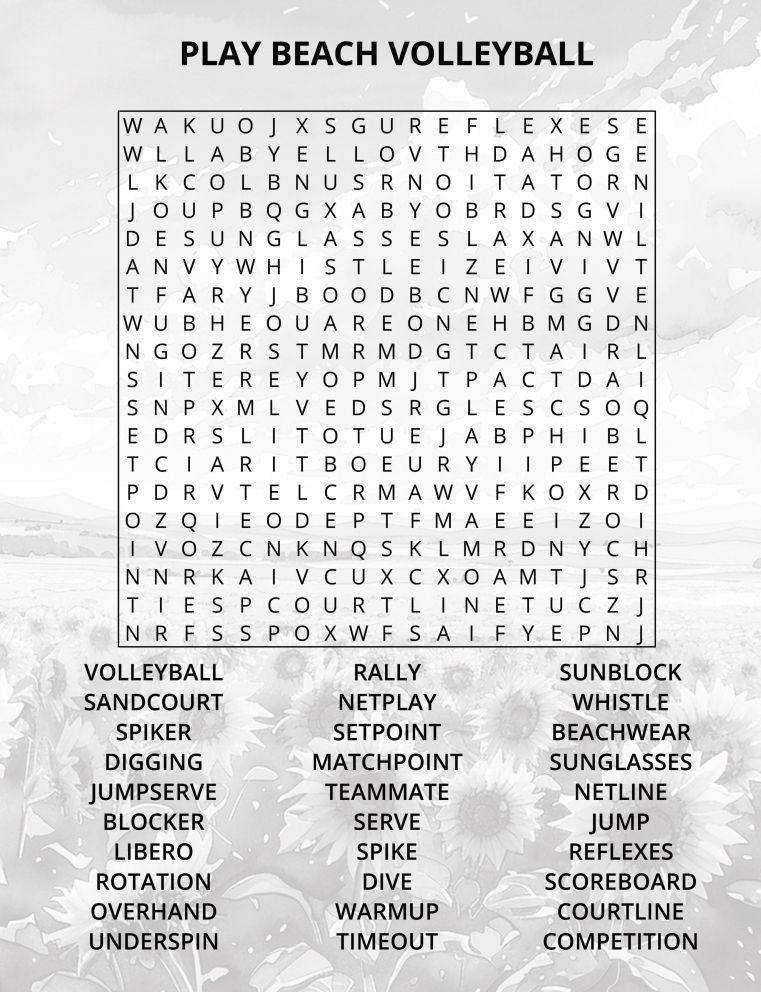 PLAY BEACH VOLLEYBALL
W A K U O J X S G U R E F L E X E S E
W L L A B Y E L L O V T H D A H O G E
L K C O L B N U S R N O I T A T O R N
J O U P B Q G X A B Y O B R D S G V I
D E S U N G L A S S E S L A X A N W L
A N V Y W H I S T L E I Z E I V I V T
T F A R Y J B O O D B C N W F G G V E
W U B H E O U A R E O N E H B M G D N
N G O Z R S T M R M D G T C T A I R L
S I T E R E Y O P M J T P A C T D A I
S N P X M L V E D S R G L E S C S O Q
E D R S L I T O T U E J A B P H I B L
T C I A R I T B O E U R Y I I P E E T
P D R V T E L C R M A W V F K O X R D
O Z Q I E O D E P T F M A E E I Z O I
I V O Z C N K N Q S K L M R D N Y C H
N N R K A I V C U X C X O A M T J S R
T I E S P C O U R T L I N E T U C Z J
N R F S S P O X W F S A I F Y E P N J
VOLLEYBALL RALLY SUNBLOCK
SANDCOURT NETPLAY WHISTLE
SPIKER SETPOINT BEACHWEAR
DIGGING MATCHPOINT SUNGLASSES
JUMPSERVE TEAMMATE NETLINE
BLOCKER SERVE JUMP
LIBERO SPIKE REFLEXES
ROTATION DIVE SCOREBOARD
OVERHAND WARMUP COURTLINE
UNDERSPIN TIMEOUT COMPETITION